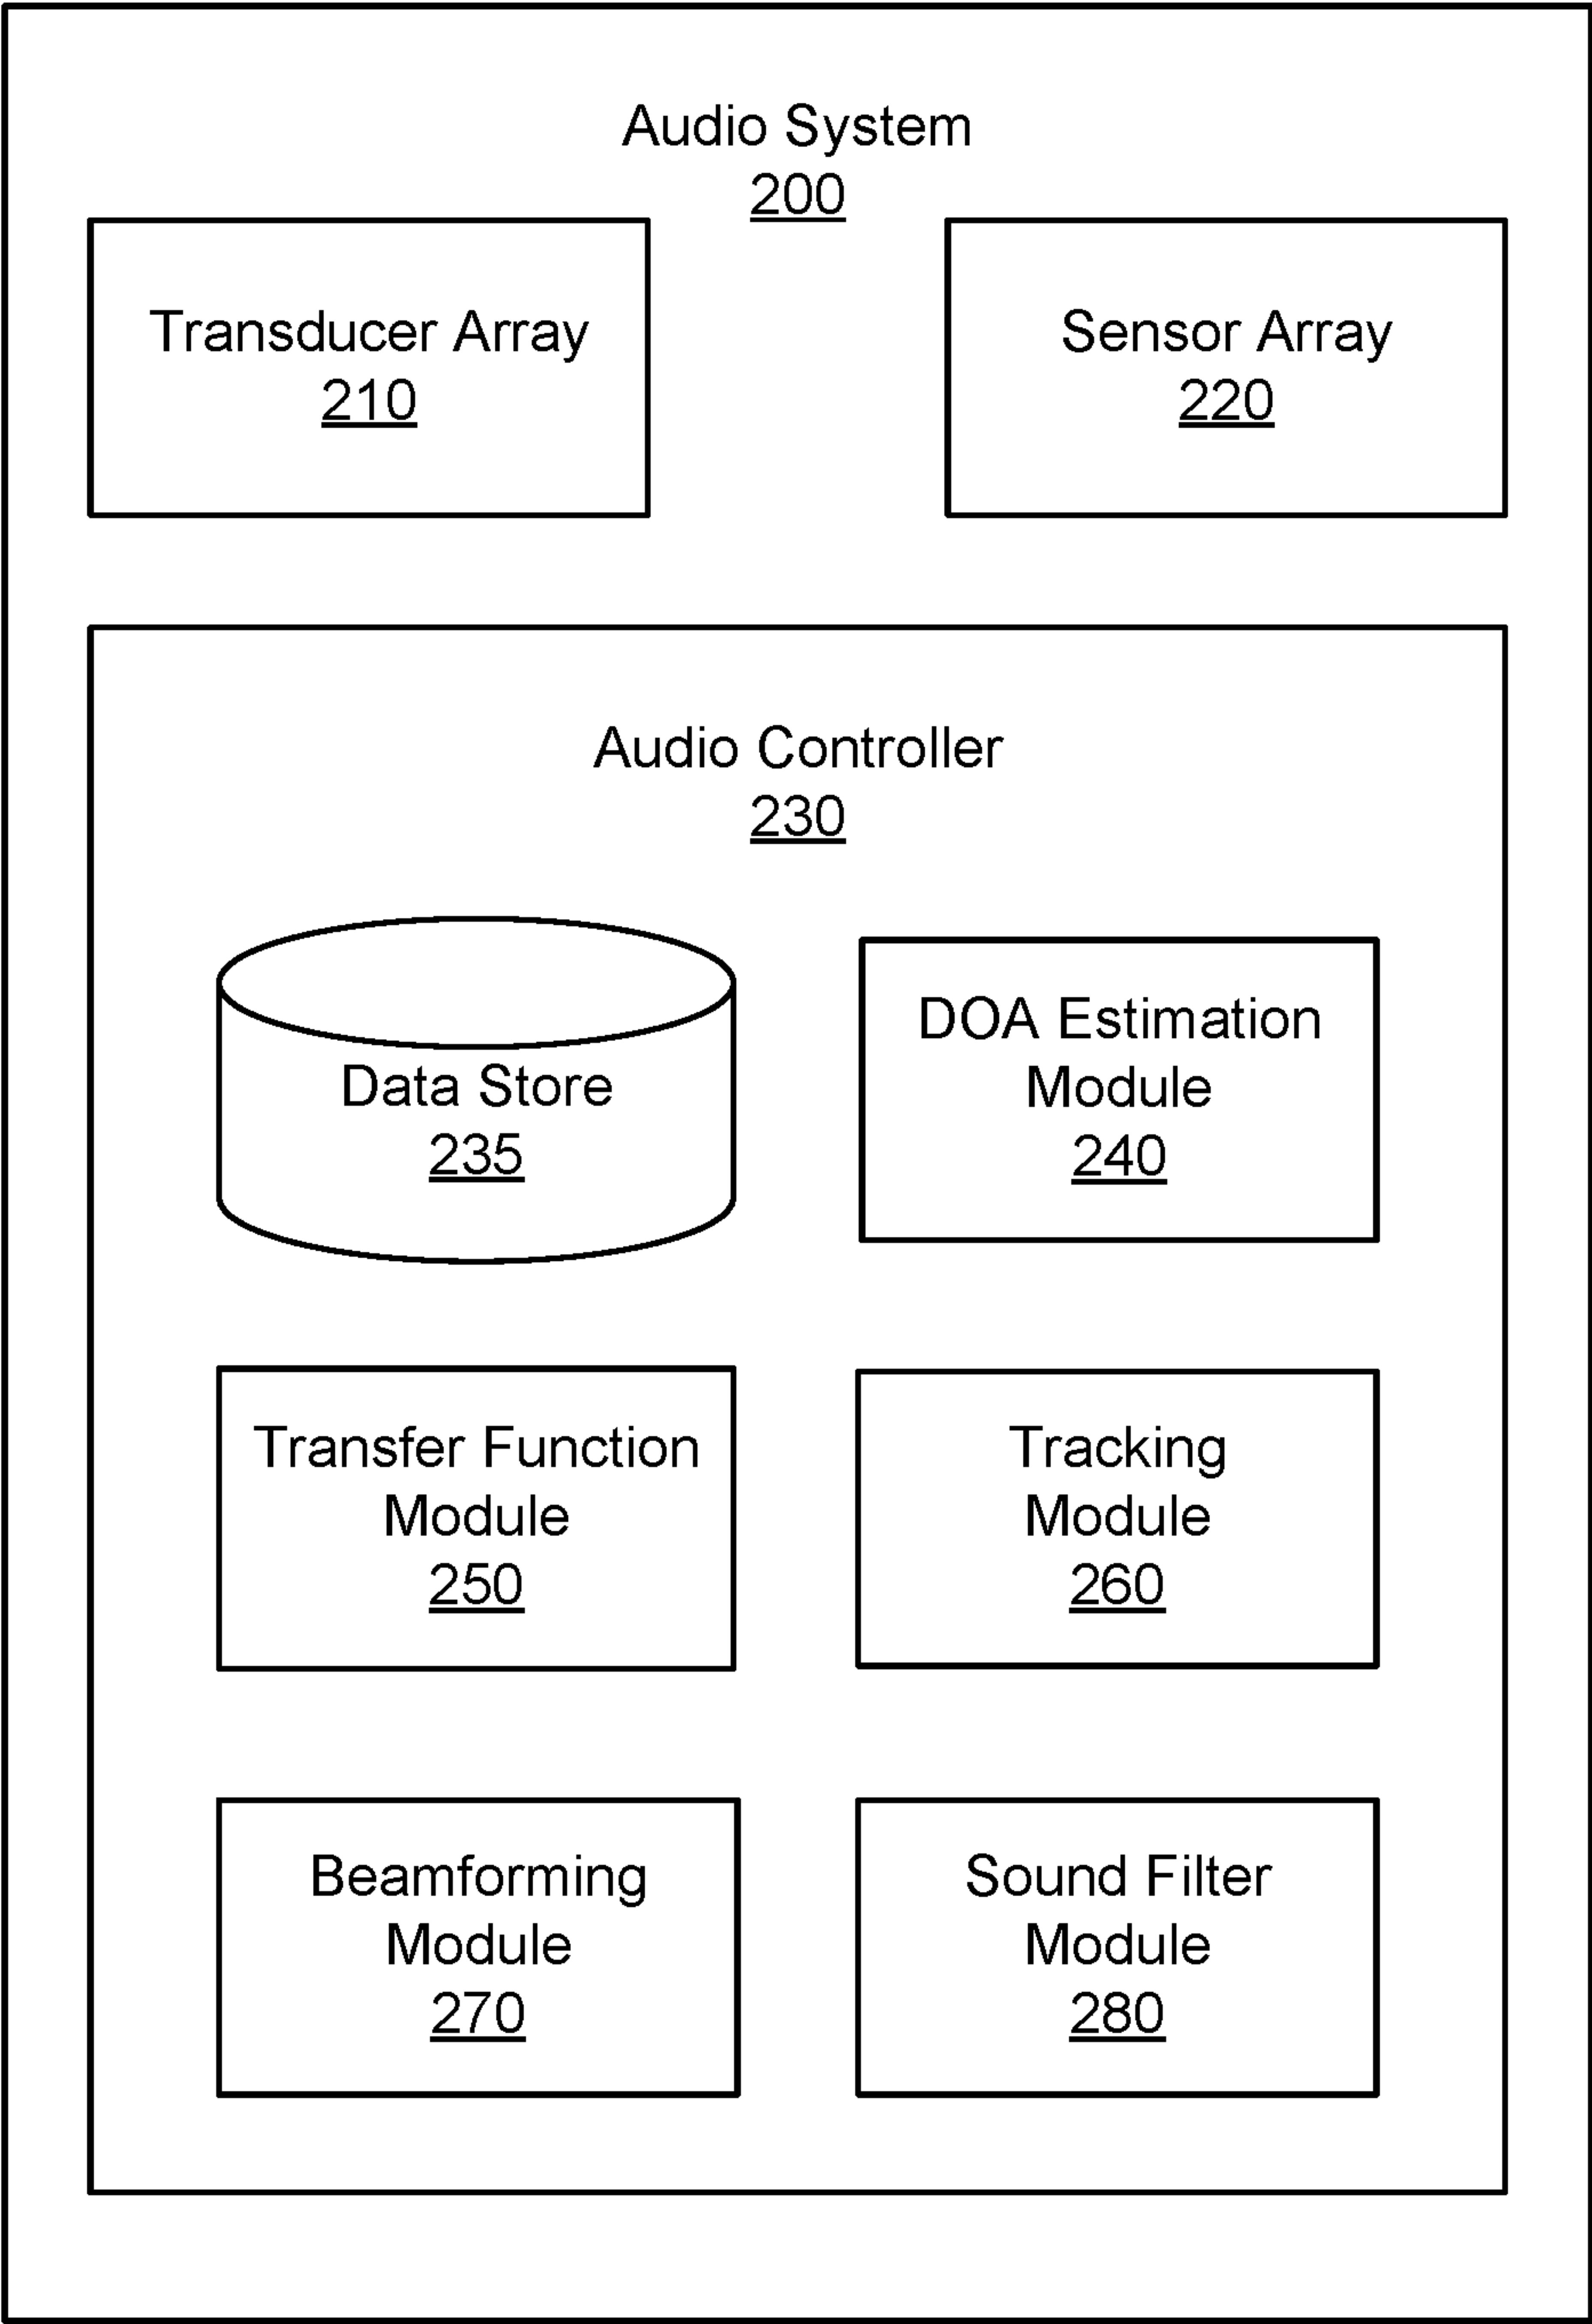 Audio System
200
Transducer Array
210
Sensor Array
220
Audio Controller
230
Data Store
235
DOA Estimation
Module
240
Transfer Function
Module
250
Tracking
Module
260
Beamforming
Module
270
Sound Filter
Module
280